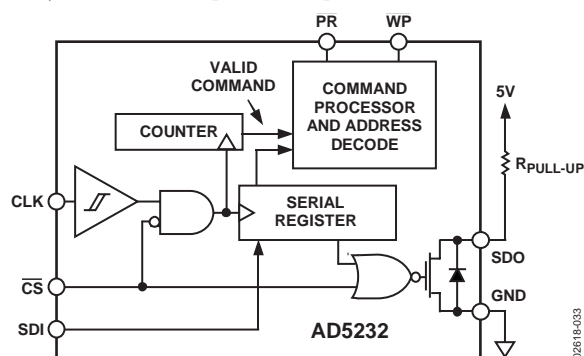 PR
WP
VALID
COMMAND
COMMAND
PROCESSOR
AND ADDRESS
DECODE
5V
COUNTER
RPULL-UP
CLK
SERIAL
REGISTER
SDO
CS
GND
SDI
AD5232
02618-033